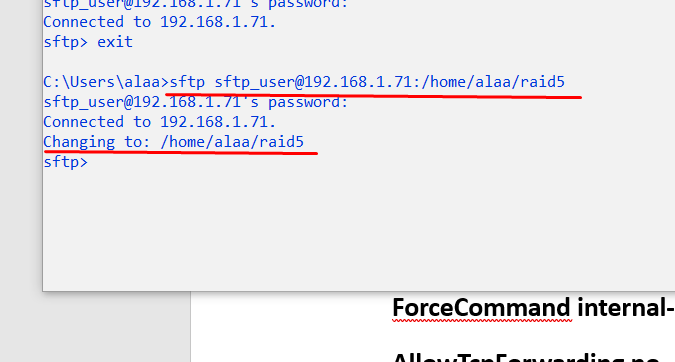 sftp_user@192.168.1.71's password:
Connected to 192.168.1.71.
sftp> exit
C:\Users\alaa>sftp sftp_user@192.168.1.71:/home/alaa/raid5
sftp_user@192.168.1.71's password:
Connected to 192.168.1.71.
Changing to: /home/alaa/raid5
sftp>
ForceCommand internal-
AllowTcpForwarding no